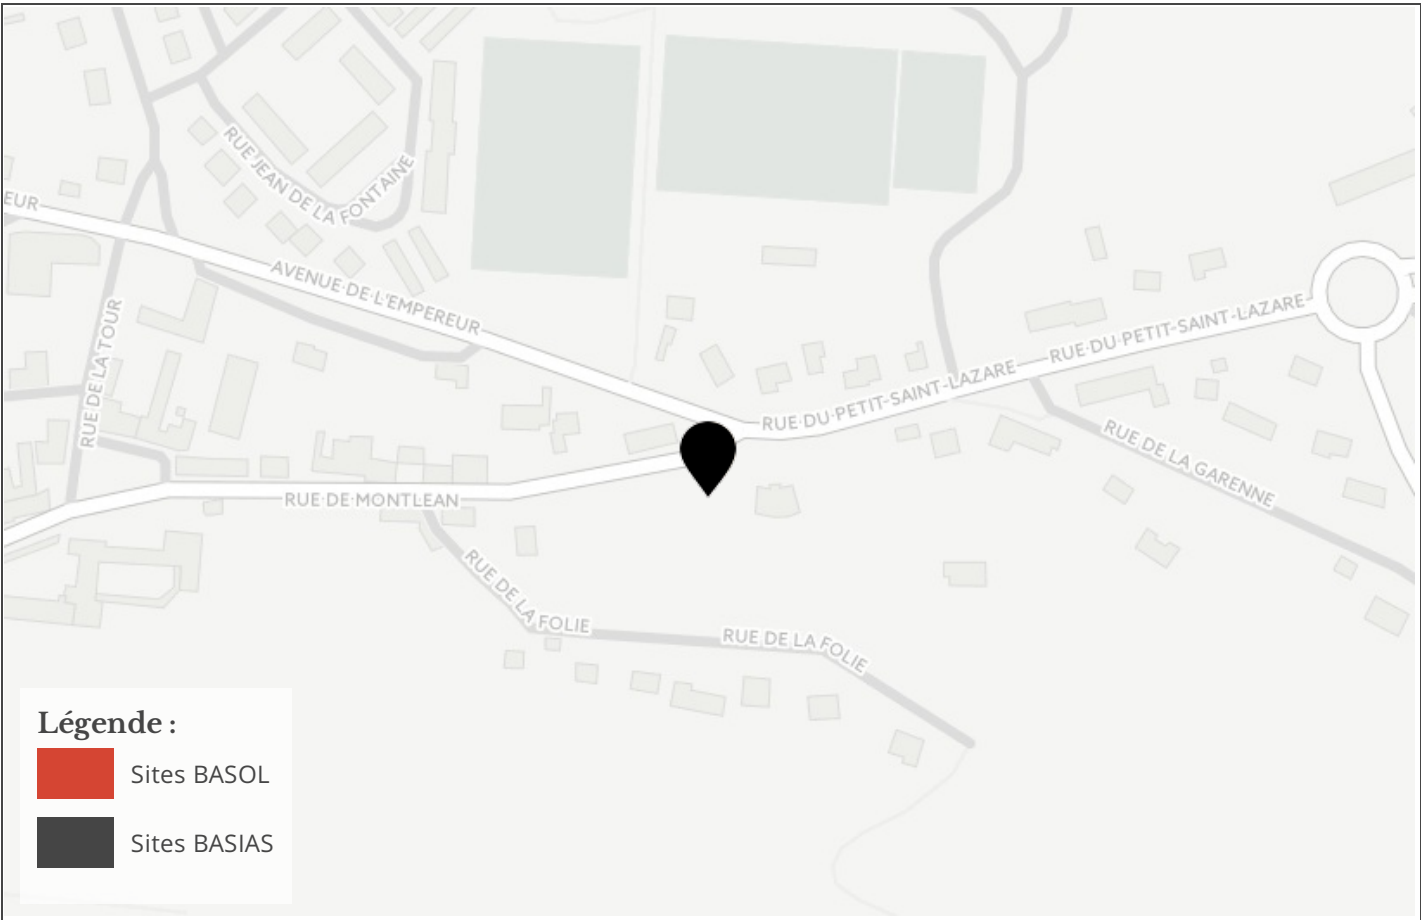 RUE JEAN DE LA FONTAINE
EUR
AVENUE DE L'EMPEREUR
RUE DE LA TOUR
RUE DU PETIT-SAINT-LAZARE
RUE DU PETIT-SAINT-LAZARE
RUE DE LA GARENNE
RUE DE MONTLEAN
RUE DE LA FOLIE
RUE DE LA FOLIE
Légende :
Sites BASOL
Sites BASIAS